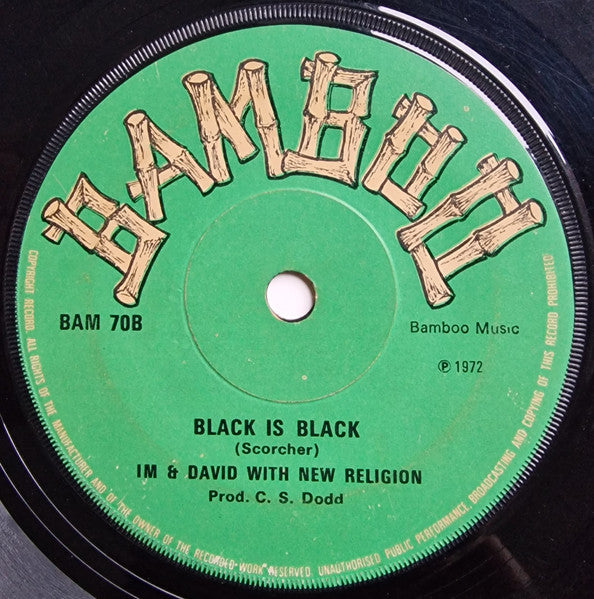 BAMBOO
BAM 70B
Bamboo Music
℗ 1972
BLACK IS BLACK
(Scorcher)
IM & DAVID WITH NEW RELIGION
Prod. C. S. Dodd
COPYRIGHT RECORD. ALL RIGHTS OF THE MANUFACTURER AND OF THE OWNER OF THE RECORDED WORK RESERVED UNAUTHORISED PUBLIC PERFORMANCE, BROADCASTING AND COPYING OF THIS RECORD PROHIBITED